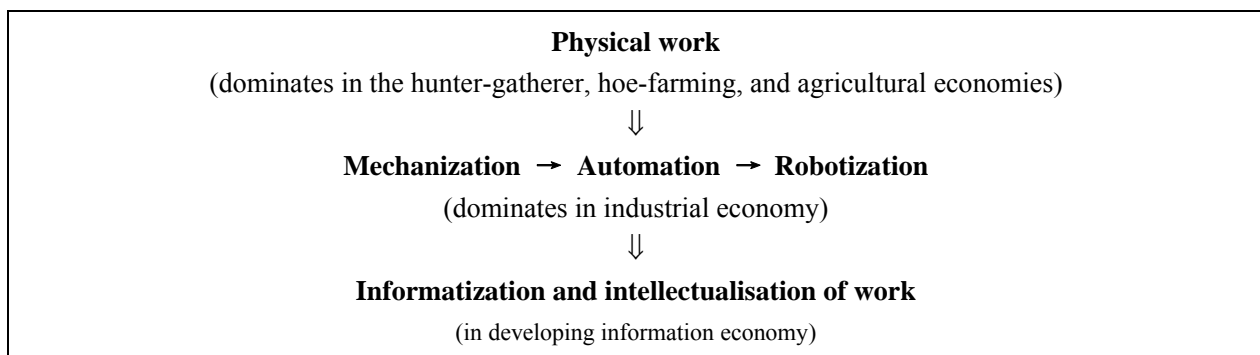 Physical work
(dominates in the hunter-gatherer, hoe-farming, and agricultural economies)
⇓
Mechanization → Automation → Robotization
(dominates in industrial economy)
⇓
Informatization and intellectualisation of work
(in developing information economy)